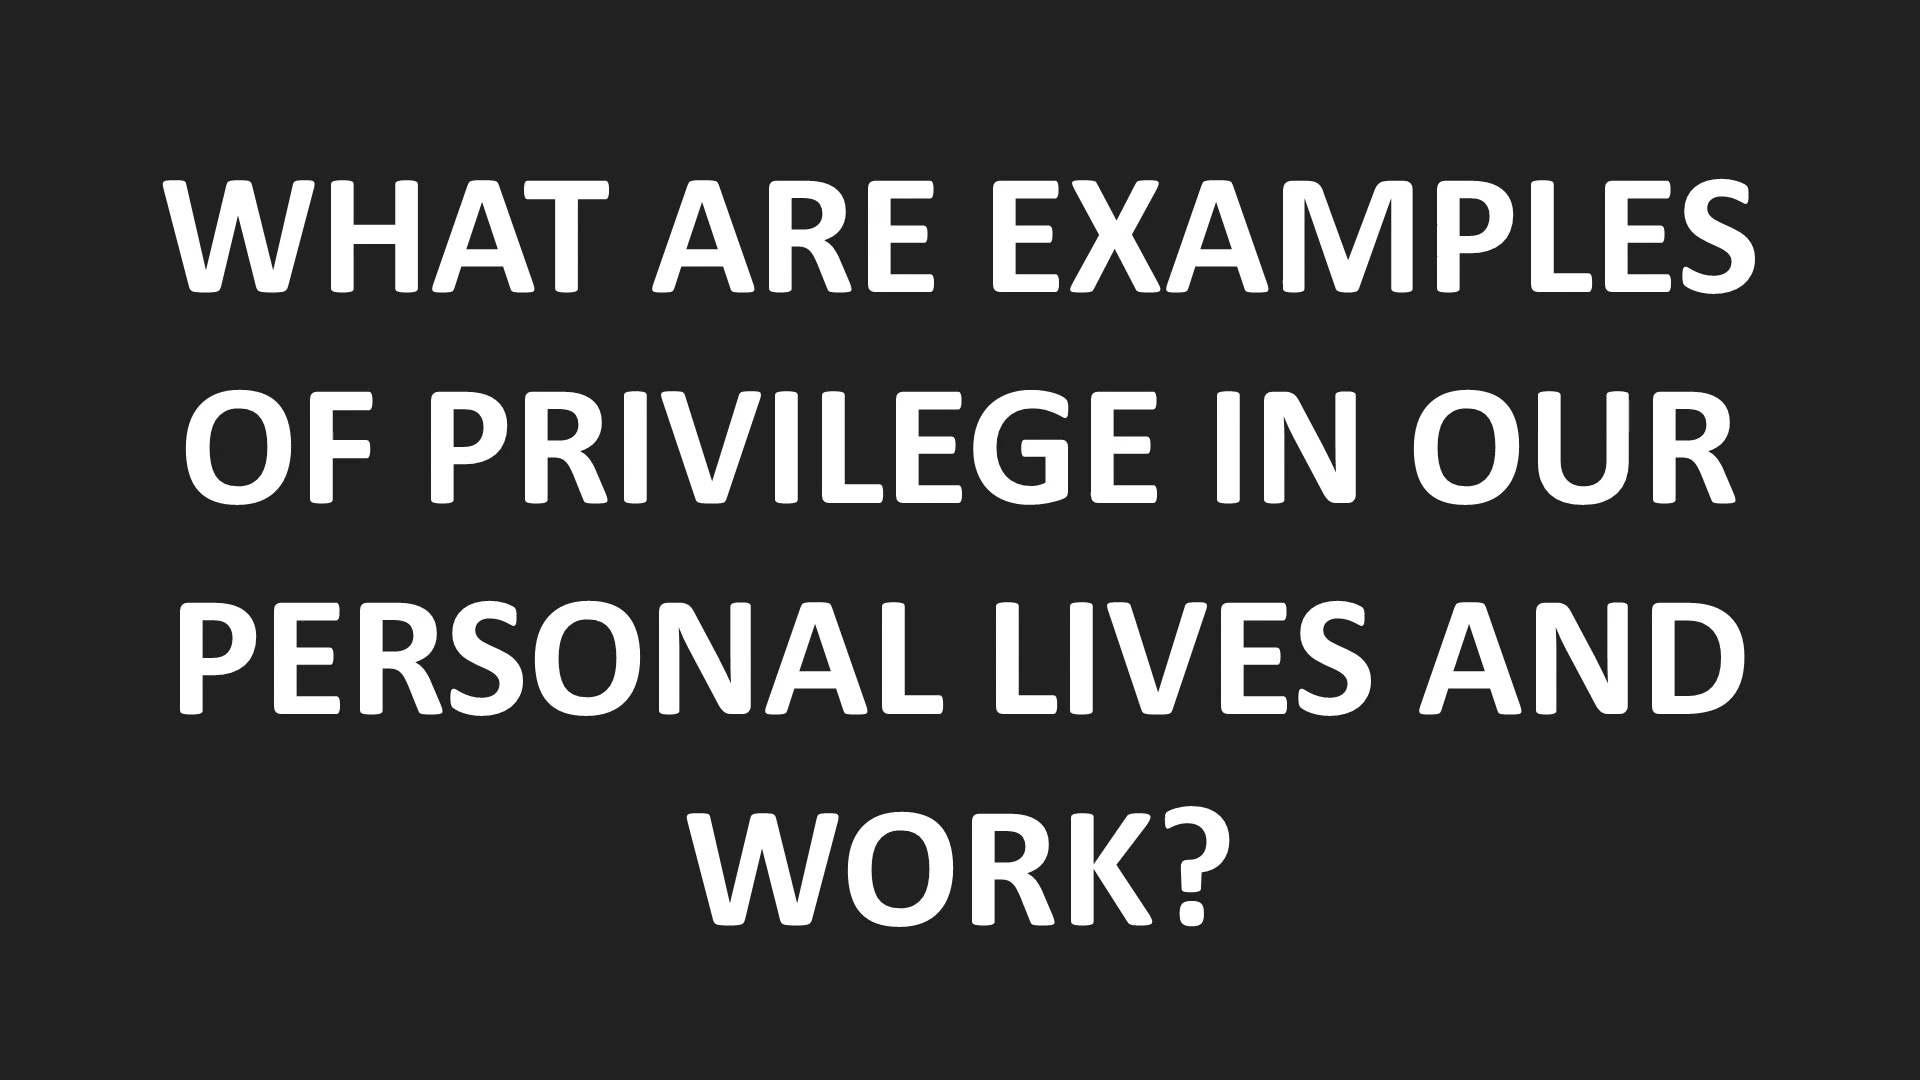 WHAT ARE EXAMPLES
OF PRIVILEGE IN OUR
PERSONAL LIVES AND
WORK?